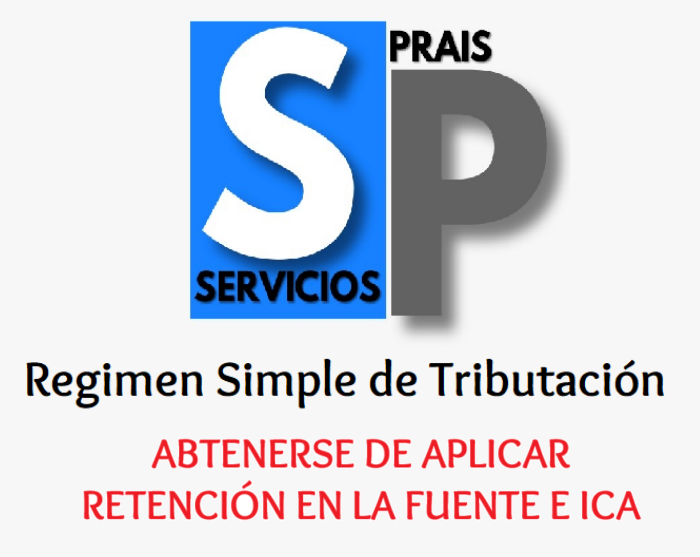 S
PRAIS
P
SERVICIOS
Regimen Simple de Tributación
ABTENERSE DE APLICAR
RETENCIÓN EN LA FUENTE E ICA